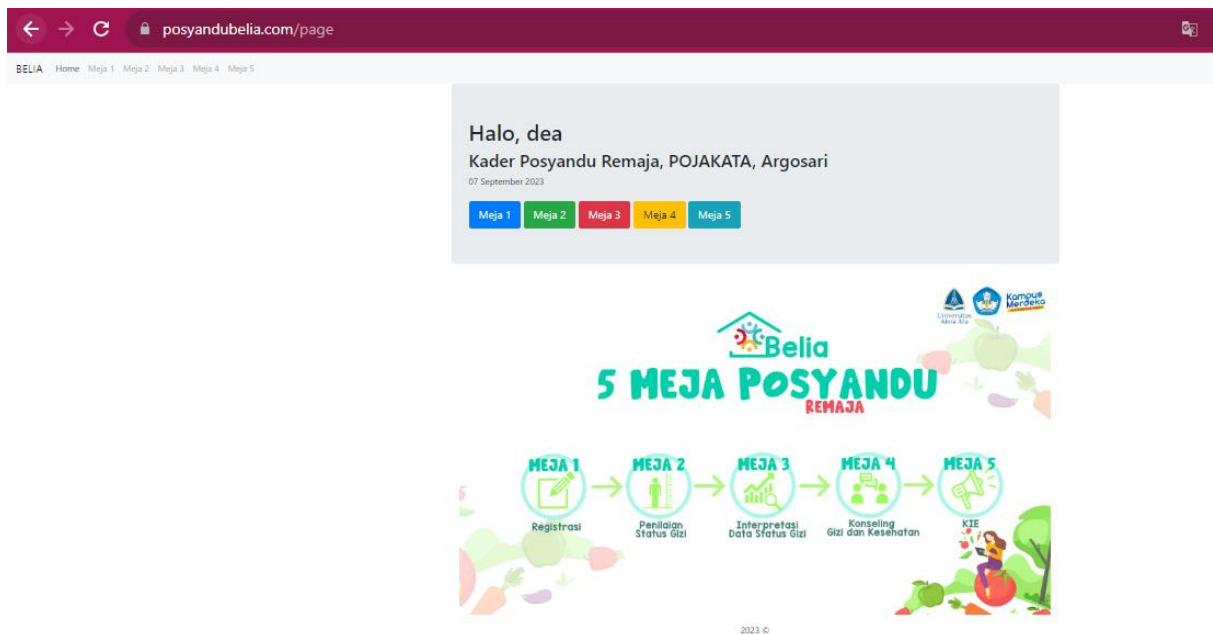 posyandubelia.com/page
BELIA Home Meja 1 Meja 2 Meja 3 Meja 4 Meja 5
Halo, dea
Kader Posyandu Remaja, POJAKATA, Argosari
07 September 2023
Meja 1 Meja 2 Meja 3 Meja 4 Meja 5
Universitas
Alma Ata
Kampus
Merdeka
Belia
5 MEJA POSYANDU
REMAJA
MEJA 1 MEJA 2 MEJA 3 MEJA 4 MEJA 5
Registrasi
Penilaian
Status Gizi
Interpretasi
Data Status Gizi
Konseling
Gizi dan Kesehatan
KIE
2023 ©